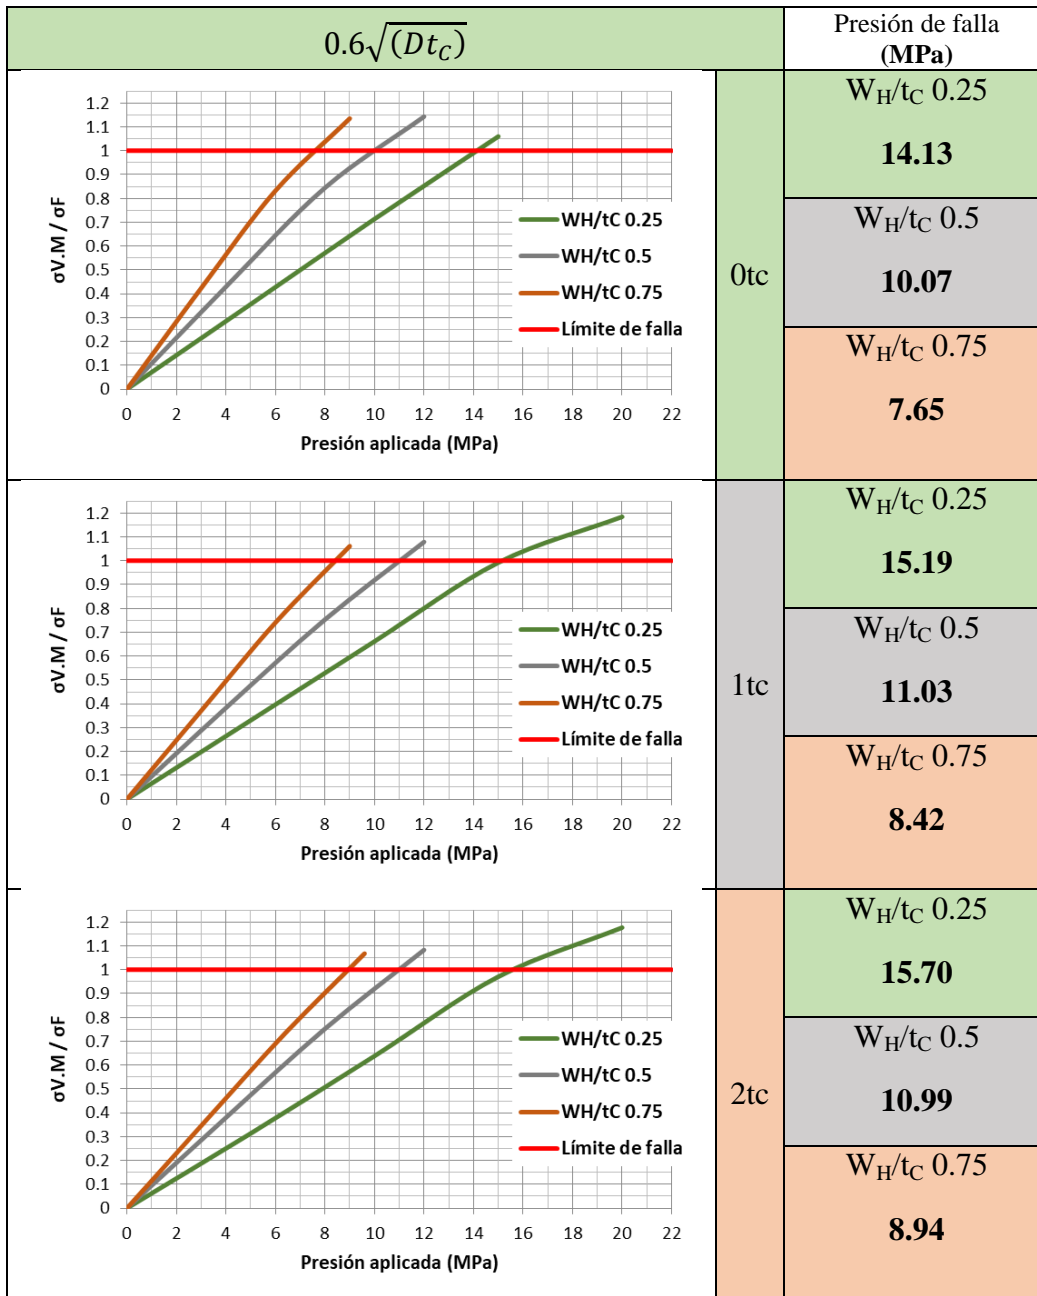 0.6√(Dt_C)
Presión de falla
(MPa)
1.2
1.1
1
0.9
0.8
0.7
0.6
0.5
0.4
0.3
0.2
0.1
0
σV.M / σF
0 2 4 6 8 10 12 14 16 18 20 22
Presión aplicada (MPa)
WH/tC 0.25
WH/tC 0.5
WH/tC 0.75
Límite de falla
0tc
W_H/t_C 0.25
14.13
W_H/t_C 0.5
10.07
W_H/t_C 0.75
7.65
1.2
1.1
1
0.9
0.8
0.7
0.6
0.5
0.4
0.3
0.2
0.1
0
σV.M / σF
0 2 4 6 8 10 12 14 16 18 20 22
Presión aplicada (MPa)
WH/tC 0.25
WH/tC 0.5
WH/tC 0.75
Límite de falla
1tc
W_H/t_C 0.25
15.19
W_H/t_C 0.5
11.03
W_H/t_C 0.75
8.42
1.2
1.1
1
0.9
0.8
0.7
0.6
0.5
0.4
0.3
0.2
0.1
0
σV.M / σF
0 2 4 6 8 10 12 14 16 18 20 22
Presión aplicada (MPa)
WH/tC 0.25
WH/tC 0.5
WH/tC 0.75
Límite de falla
2tc
W_H/t_C 0.25
15.70
W_H/t_C 0.5
10.99
W_H/t_C 0.75
8.94